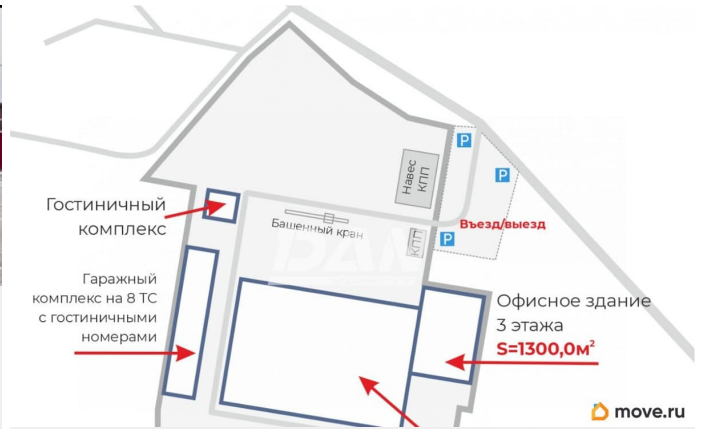 Гостиничный
комплекс
Гаражный
комплекс на 8 ТС
с гостиничными
номерами
Башенный кран
Навес
КПП
КПП
P
P
P
Въезд/выезд
Офисное здание
3 этажа
S=1300,0м²
move.ru